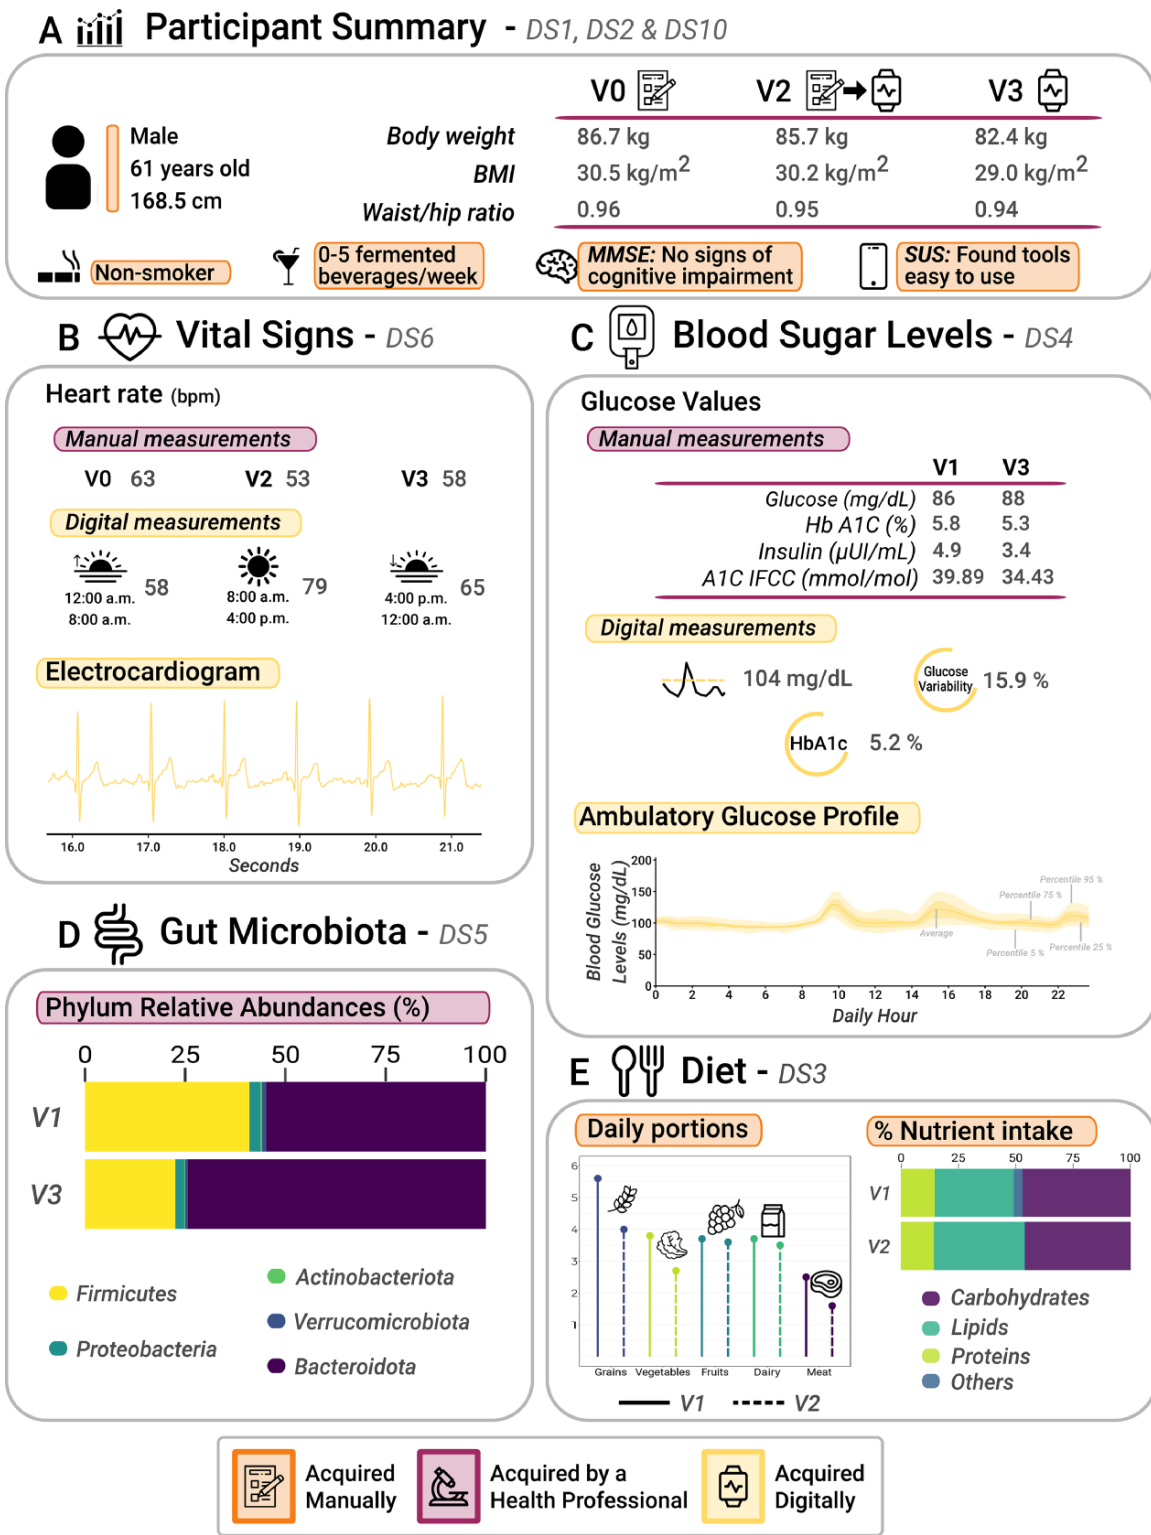 A Participant Summary - DS1, DS2 & DS10
V0 V2 V3
Male
61 years old
168.5 cm
Body weight 86.7 kg 85.7 kg 82.4 kg
BMI 30.5 kg/m2 30.2 kg/m2 29.0 kg/m2
Waist/hip ratio 0.96 0.95 0.94
Non-smoker
0-5 fermented
beverages/week
MMSE: No signs of
cognitive impairment
SUS: Found tools
easy to use
B Vital Signs - DS6
Heart rate (bpm)
Manual measurements
V0 63 V2 53 V3 58
Digital measurements
12:00 a.m.
8:00 a.m.
58
8:00 a.m.
4:00 p.m.
79
4:00 p.m.
12:00 a.m.
65
Electrocardiogram
16.0 17.0 18.0 19.0 20.0 21.0
Seconds
C Blood Sugar Levels - DS4
Glucose Values
Manual measurements
V1 V3
Glucose (mg/dL) 86 88
Hb A1C (%) 5.8 5.3
Insulin (µUI/mL) 4.9 3.4
A1C IFCC (mmol/mol) 39.89 34.43
Digital measurements
104 mg/dL
Glucose
Variability
15.9 %
HbA1c 5.2 %
Ambulatory Glucose Profile
Blood Glucose
Levels (mg/dL)
200
150
100
50
0
Percentile 95 %
Percentile 75 %
Average
Percentile 5 %
Percentile 25 %
0 2 4 6 8 10 12 14 16 18 20 22
Daily Hour
D Gut Microbiota - DS5
Phylum Relative Abundances (%)
0 25 50 75 100
V1
V3
Firmicutes
Proteobacteria
Actinobacteriota
Verrucomicrobiota
Bacteroidota
E Diet - DS3
Daily portions
6
5
4
3
2
1
Grains Vegetables Fruits Dairy Meat
V1 V2
% Nutrient intake
0 25 50 75 100
V1
V2
Carbohydrates
Lipids
Proteins
Others
Acquired
Manually
Acquired by a
Health Professional
Acquired
Digitally